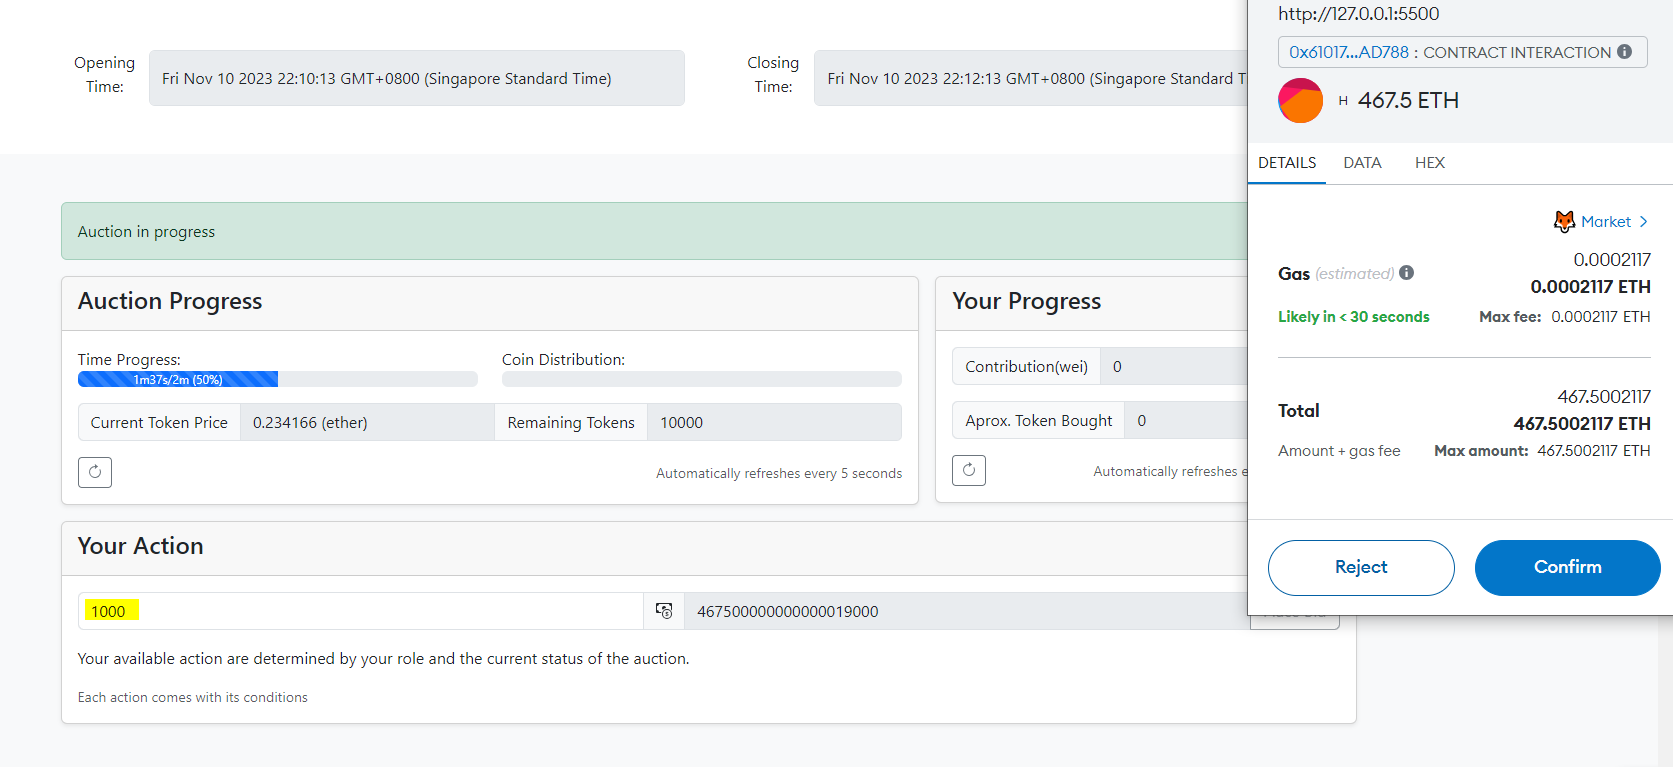 Opening Time:
Fri Nov 10 2023 22:10:13 GMT+0800 (Singapore Standard Time)
Closing Time:
Fri Nov 10 2023 22:12:13 GMT+0800 (Singapore Standard T
Auction in progress
Auction Progress
Time Progress:
1m37s/2m (50%)
Coin Distribution:
Current Token Price
0.234166 (ether)
Remaining Tokens
10000
Automatically refreshes every 5 seconds
Your Progress
Contribution(wei)
0
Aprox. Token Bought
0
Automatically refreshes e
Your Action
1000
467500000000000019000
Your available action are determined by your role and the current status of the auction.
Each action comes with its conditions
http://127.0.0.1:5500
0x61017...AD788 : CONTRACT INTERACTION
H 467.5 ETH
DETAILS
DATA
HEX
Market >
Gas (estimated)
0.0002117
0.0002117 ETH
Likely in < 30 seconds
Max fee: 0.0002117 ETH
Total
467.5002117
467.5002117 ETH
Amount + gas fee
Max amount: 467.5002117 ETH
Reject
Confirm